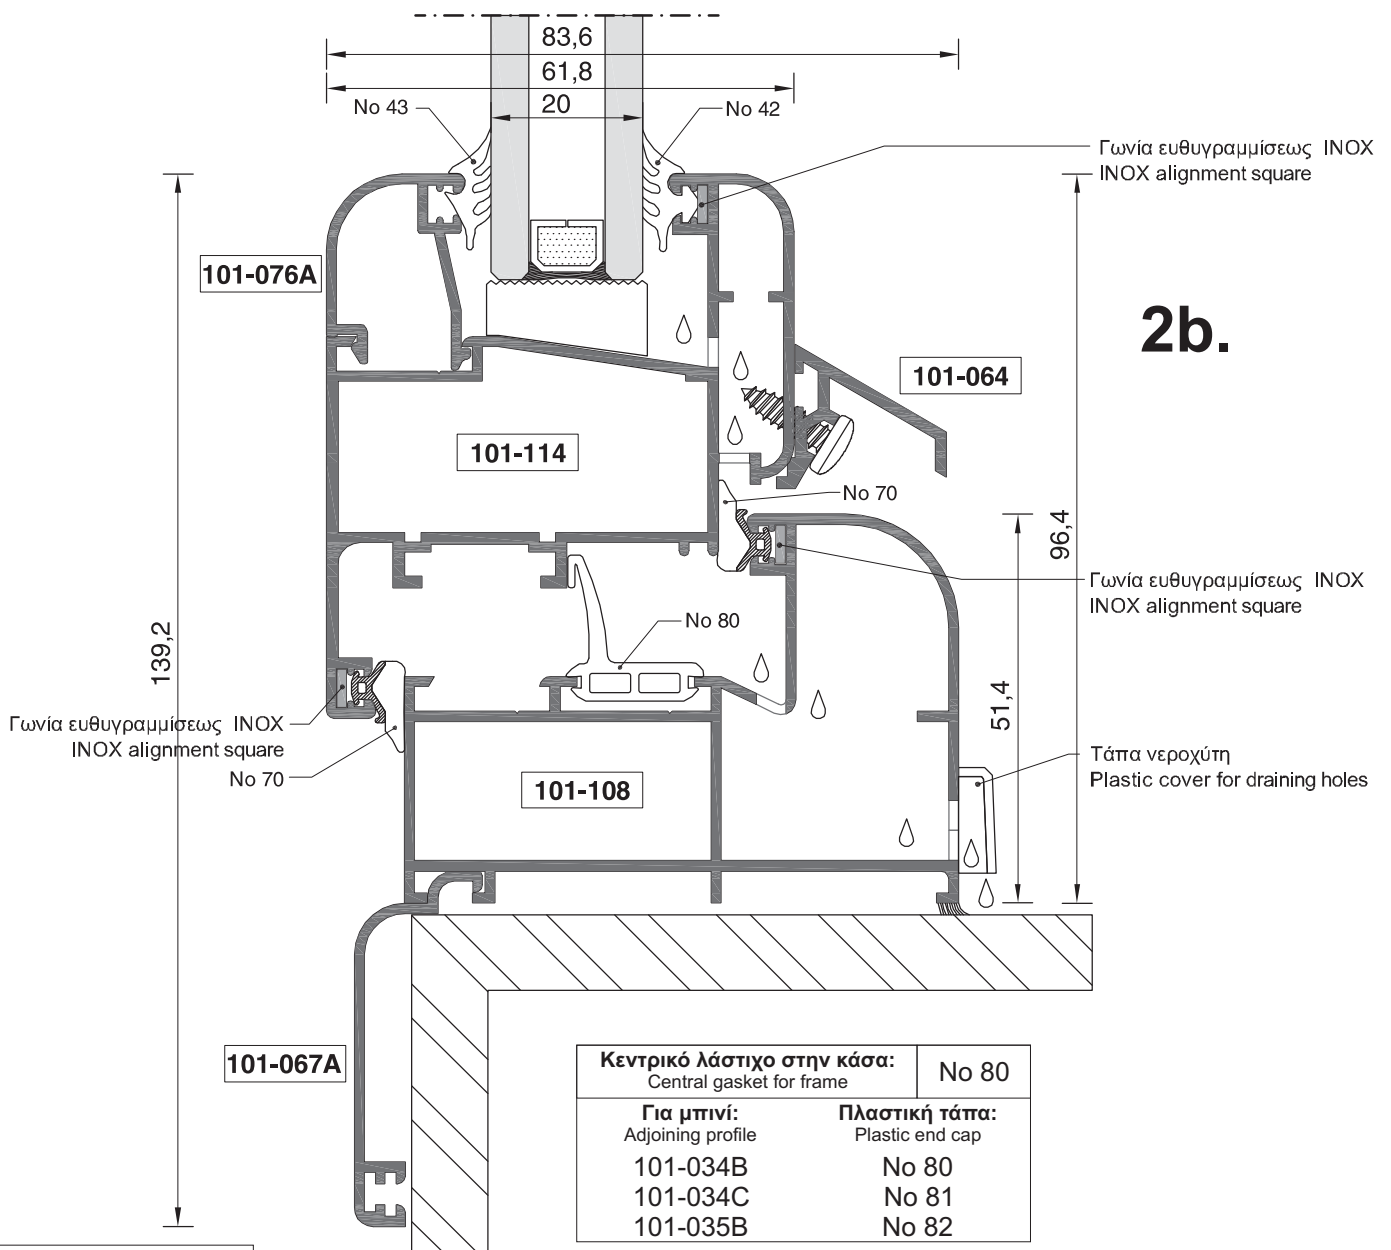 83,6
61,8
20
No 43
No 42
Γωνία ευθυγραμμίσεως INOX
INOX alignment square
101-076A
2b.
101-064
101-114
No 70
96,4
Γωνία ευθυγραμμίσεως INOX
INOX alignment square
139,2
No 80
51,4
Γωνία ευθυγραμμίσεως INOX
INOX alignment square
No 70
Τάπα νεροχύτη
Plastic cover for draining holes
101-108
101-067A
Κεντρικό λάστιχο στην κάσα: No 80
Central gasket for frame
Για μπινί: Πλαστική τάπα:
Adjoining profile Plastic end cap
101-034B No 80
101-034C No 81
101-035B No 82